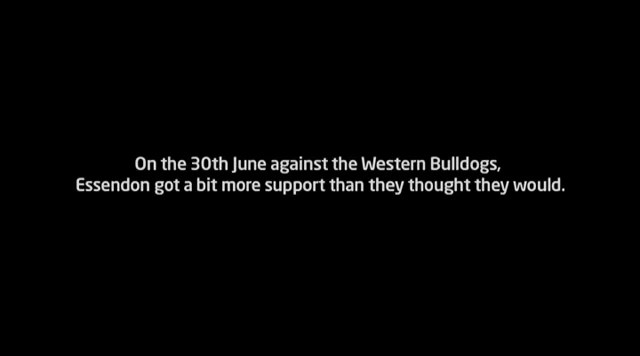 On the 30th June against the Western Bulldogs,
Essendon got a bit more support than they thought they would.